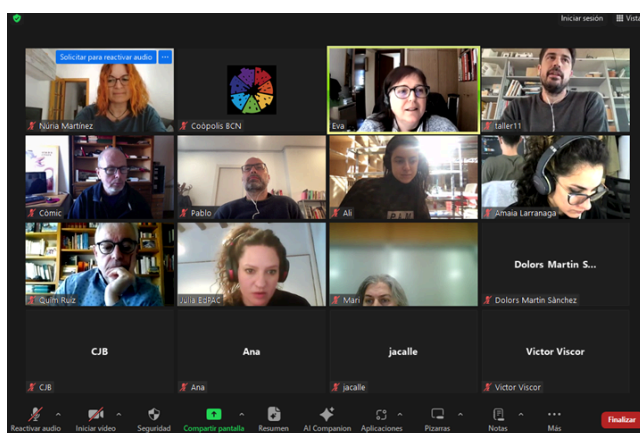 Iniciar sesión Vista
Solicitar para reactivar audio ...
Núria Martínez
Coòpolis BCN
Eva
taller11
Còmic
Pablo
Ali
Amaia Larranaga
Quim Ruiz
Julia EdPAC
Mari
Dolors Martin S...
Dolors Martin Sànchez
CJB
CJB
Ana
Ana
jacalle
jacalle
Victor Viscor
Victor Viscor
Reactivar audio Iniciar video Seguridad Compartir pantalla Resumen AI Companion Aplicaciones Pizarras Notas Más Finalizar